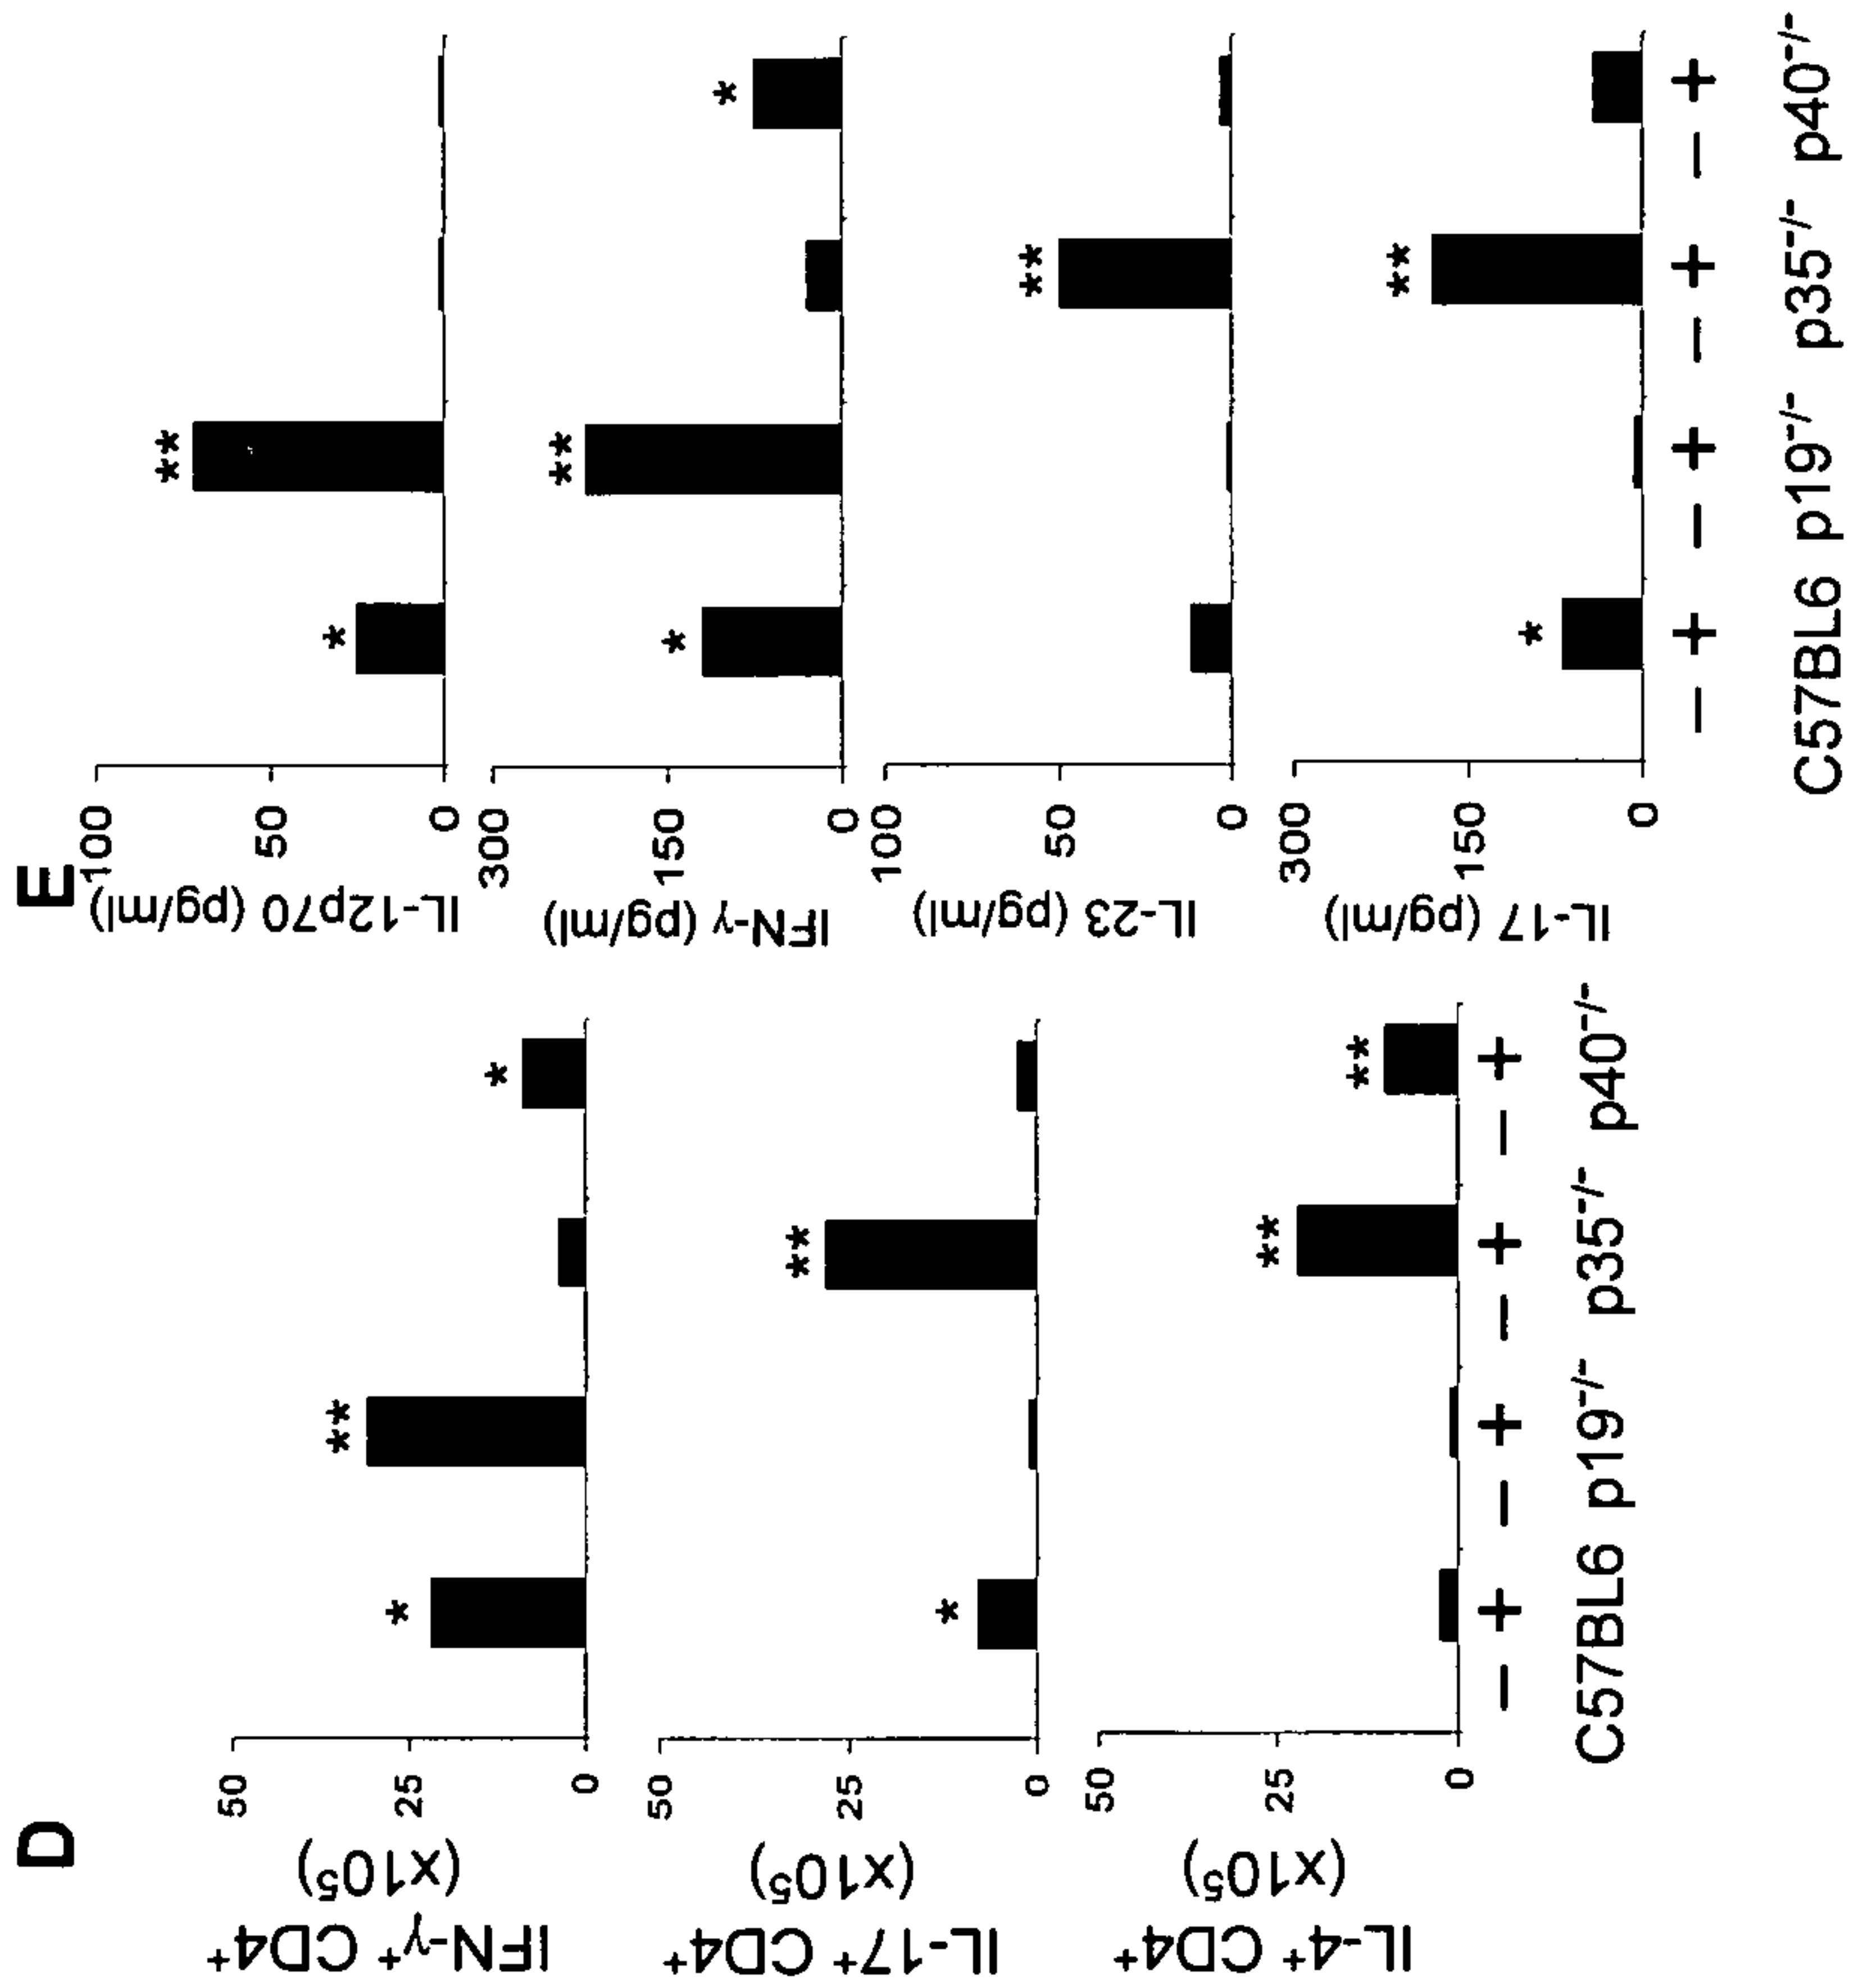 D
IFN-γ⁺ CD4⁺
(x10⁵)
50
25
0
*
**
*
IL-17⁺ CD4⁺
(x10⁵)
50
25
0
*
**
IL-4⁺ CD4⁺
(x10⁵)
50
25
0
**
**
− + − + − + − +
C57BL6 p19⁻/⁻ p35⁻/⁻ p40⁻/⁻
E
IL-12p70 (pg/ml)
100
50
0
*
**
IFN-γ (pg/ml)
300
150
0
*
**
*
IL-23 (pg/ml)
100
50
0
**
IL-17 (pg/ml)
300
150
0
*
**
− + − + − + − +
C57BL6 p19⁻/⁻ p35⁻/⁻ p40⁻/⁻